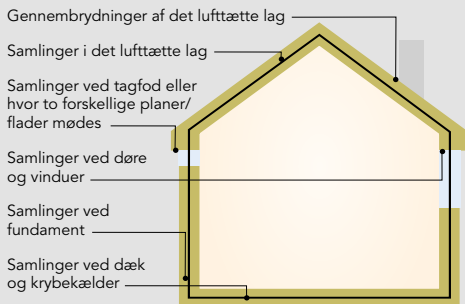 Gennembrydninger af det lufttætte lag
Samlinger i det lufttætte lag
Samlinger ved tagfod eller
hvor to forskellige planer/
flader mødes
Samlinger ved døre
og vinduer
Samlinger ved
fundament
Samlinger ved dæk
og krybekælder